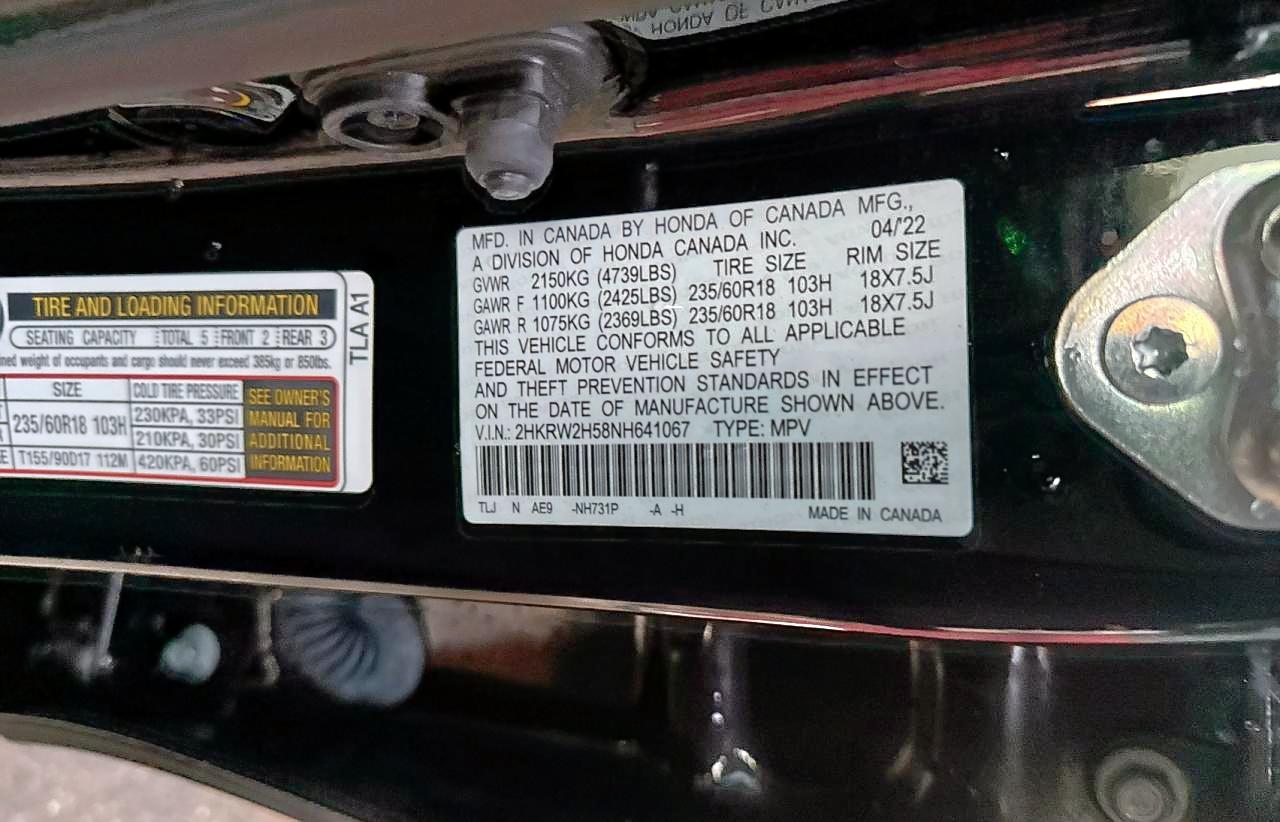 TIRE AND LOADING INFORMATION
SEATING CAPACITY TOTAL 5 FRONT 2 REAR 3
weight of occupants and cargo should never exceed 385kg or 850lbs.
SIZE COLD TIRE PRESSURE
235/60R18 103H 230KPA, 33PSI
210KPA, 30PSI
T155/90D17 112M 420KPA, 60PSI
SEE OWNER'S
MANUAL FOR
ADDITIONAL
INFORMATION
TLA A1
MFD. IN CANADA BY HONDA OF CANADA MFG.,
A DIVISION OF HONDA CANADA INC. 04/'22
GVWR 2150KG (4739LBS) TIRE SIZE RIM SIZE
GAWR F 1100KG (2425LBS) 235/60R18 103H 18X7.5J
GAWR R 1075KG (2369LBS) 235/60R18 103H 18X7.5J
THIS VEHICLE CONFORMS TO ALL APPLICABLE
FEDERAL MOTOR VEHICLE SAFETY
AND THEFT PREVENTION STANDARDS IN EFFECT
ON THE DATE OF MANUFACTURE SHOWN ABOVE.
V.I.N.: 2HKRW2H58NH641067 TYPE: MPV
TLJ N AE9 -NH731P -A -H MADE IN CANADA